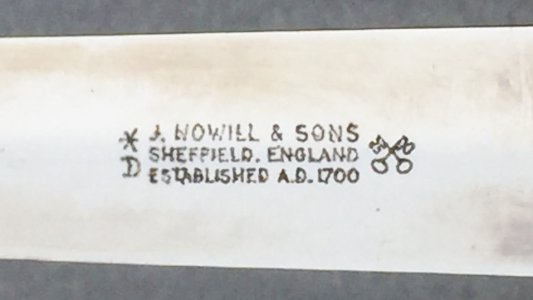 * J. NOWILL & SONS
D SHEFFIELD. ENGLAND
ESTABLISHED A.D. 1700